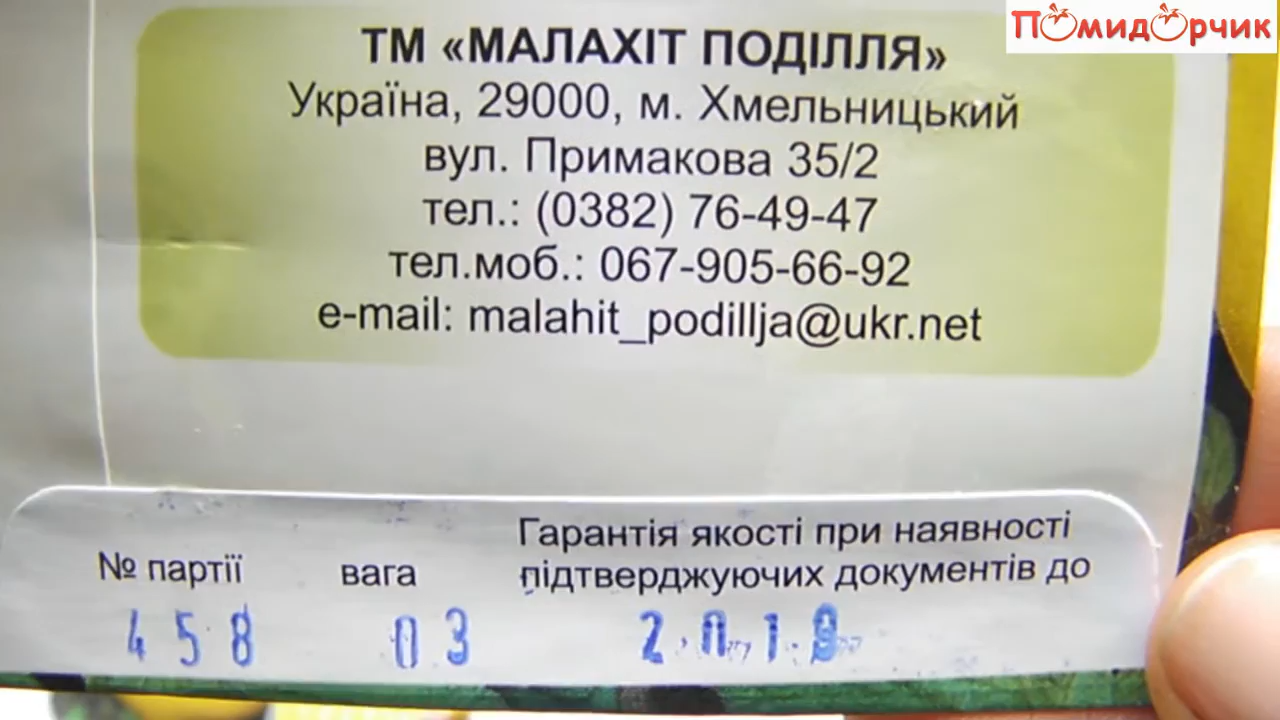 Помидорчик
ТМ «МАЛАХІТ ПОДІЛЛЯ»
Україна, 29000, м. Хмельницький
вул. Примакова 35/2
тел.: (0382) 76-49-47
тел.моб.: 067-905-66-92
e-mail: malahit_podillja@ukr.net
Гарантія якості при наявності
№ партії вага підтверджуючих документів до
458 03 2019